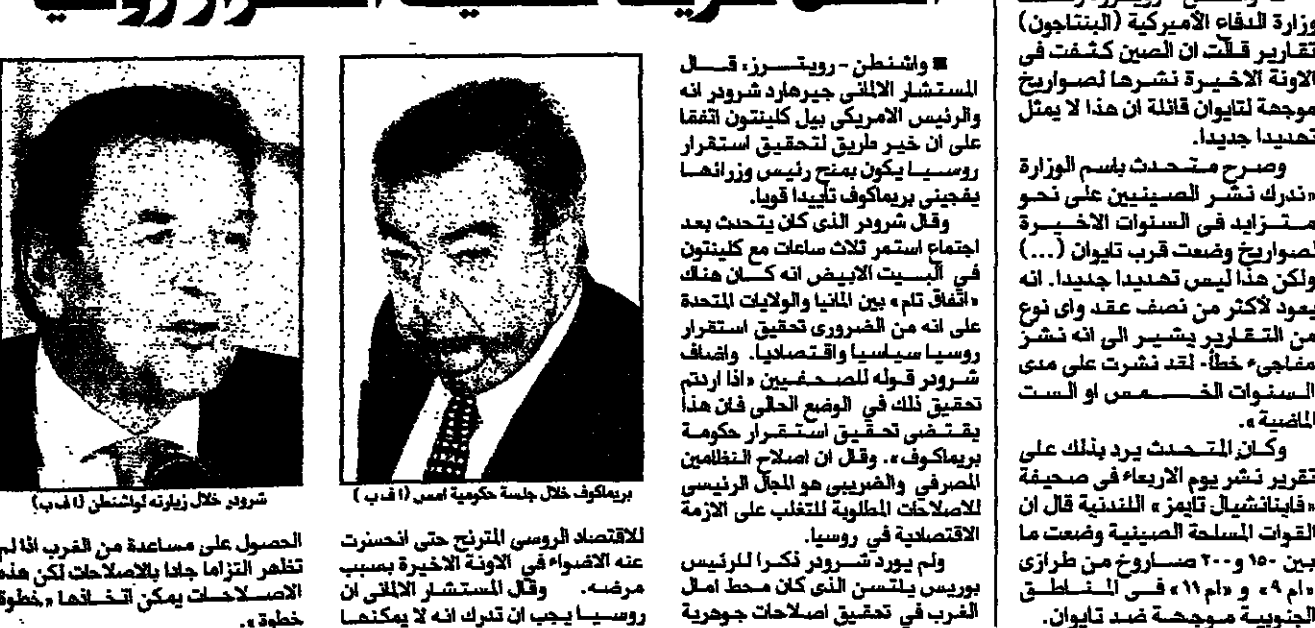 وزارة الدفاع الأميركية (البنتاجون)
تقارير قالت ان الصين كشفت في
الاونة الاخيرة نشرها لصواريخ
موجهة لتايوان قائلة ان هذا لا يمثل
تهديدا جديدا.
وصرح متحدث باسم الوزارة
«ندرك نشر الصينيين على نحو
متزايد في السنوات الاخيرة
لصواريخ وضعت قرب تايوان (...)
ولكن هذا ليس تهديدا جديدا. انه
يعود لأكثر من نصف عقد واى نوع
من التقارير يشير الى انه نشر
مفاجىء خطأ- لقد نشرت على مدى
السنوات الخمس او الست
الماضية».
وكان المتحدث يرد بذلك على
تقرير نشر يوم الاربعاء في صحيفة
«فاينانشيال تايمز» اللندنية قال ان
القوات المسلحة الصينية وضعت ما
بين ١٥٠ و٢٠٠ صاروخ من طرازى
«ام ٩» و «ام ١١» فى المناطق
الجنوبية موجهة ضد تايوان.
■ واشنطن - رويترز، قال
المستشار الالمانى جيرهارد شرودر انه
والرئيس الامريكى بيل كلينتون اتفقا
على ان خير طريق لتحقيق استقرار
روسيا يكون بمنح رئيس وزرائها
يفجينى بريماكوف تأييدا قويا.
وقال شرودر الذى كان يتحدث بعد
اجتماع استمر ثلاث ساعات مع كلينتون
في البيت الابيض انه كان هناك
«اتفاق تام» بين المانيا والولايات المتحدة
على انه من الضرورى تحقيق استقرار
روسيا سياسيا واقتصاديا. واضاف
شرودر قوله للصحفيين «اذا اردتم
تحقيق ذلك في الوضع الحالى فان هذا
يقتضى تحقيق استقرار حكومة
بريماكوف». وقال ان اصلاح النظامين
المصرفي والضريبى هو المجال الرئيسى
للاصلاحات المطلوبة للتغلب على الازمة
الاقتصادية في روسيا.
ولم يورد شرودر ذكرا للرئيس
بوريس يلتسن الذى كان محط امال
الغرب في تحقيق اصلاحات جوهرية
بريماكوف خلال جلسة حكومية امس (ا ف ب)
للاقتصاد الروسى المترنح حتى انحسرت
عنه الاضواء في الاونة الاخيرة بسبب
مرضه. وقال المستشار الالمانى ان
روسيا يجب ان تدرك انه لا يمكنها
شرودر خلال زيارته لواشنطن (ا ف ب)
الحصول على مساعدة من الغرب اذا لم
تظهر التزاما جادا بالاصلاحات لكن هذه
الاصلاحات يمكن اتخاذها «خطوة
خطوة».